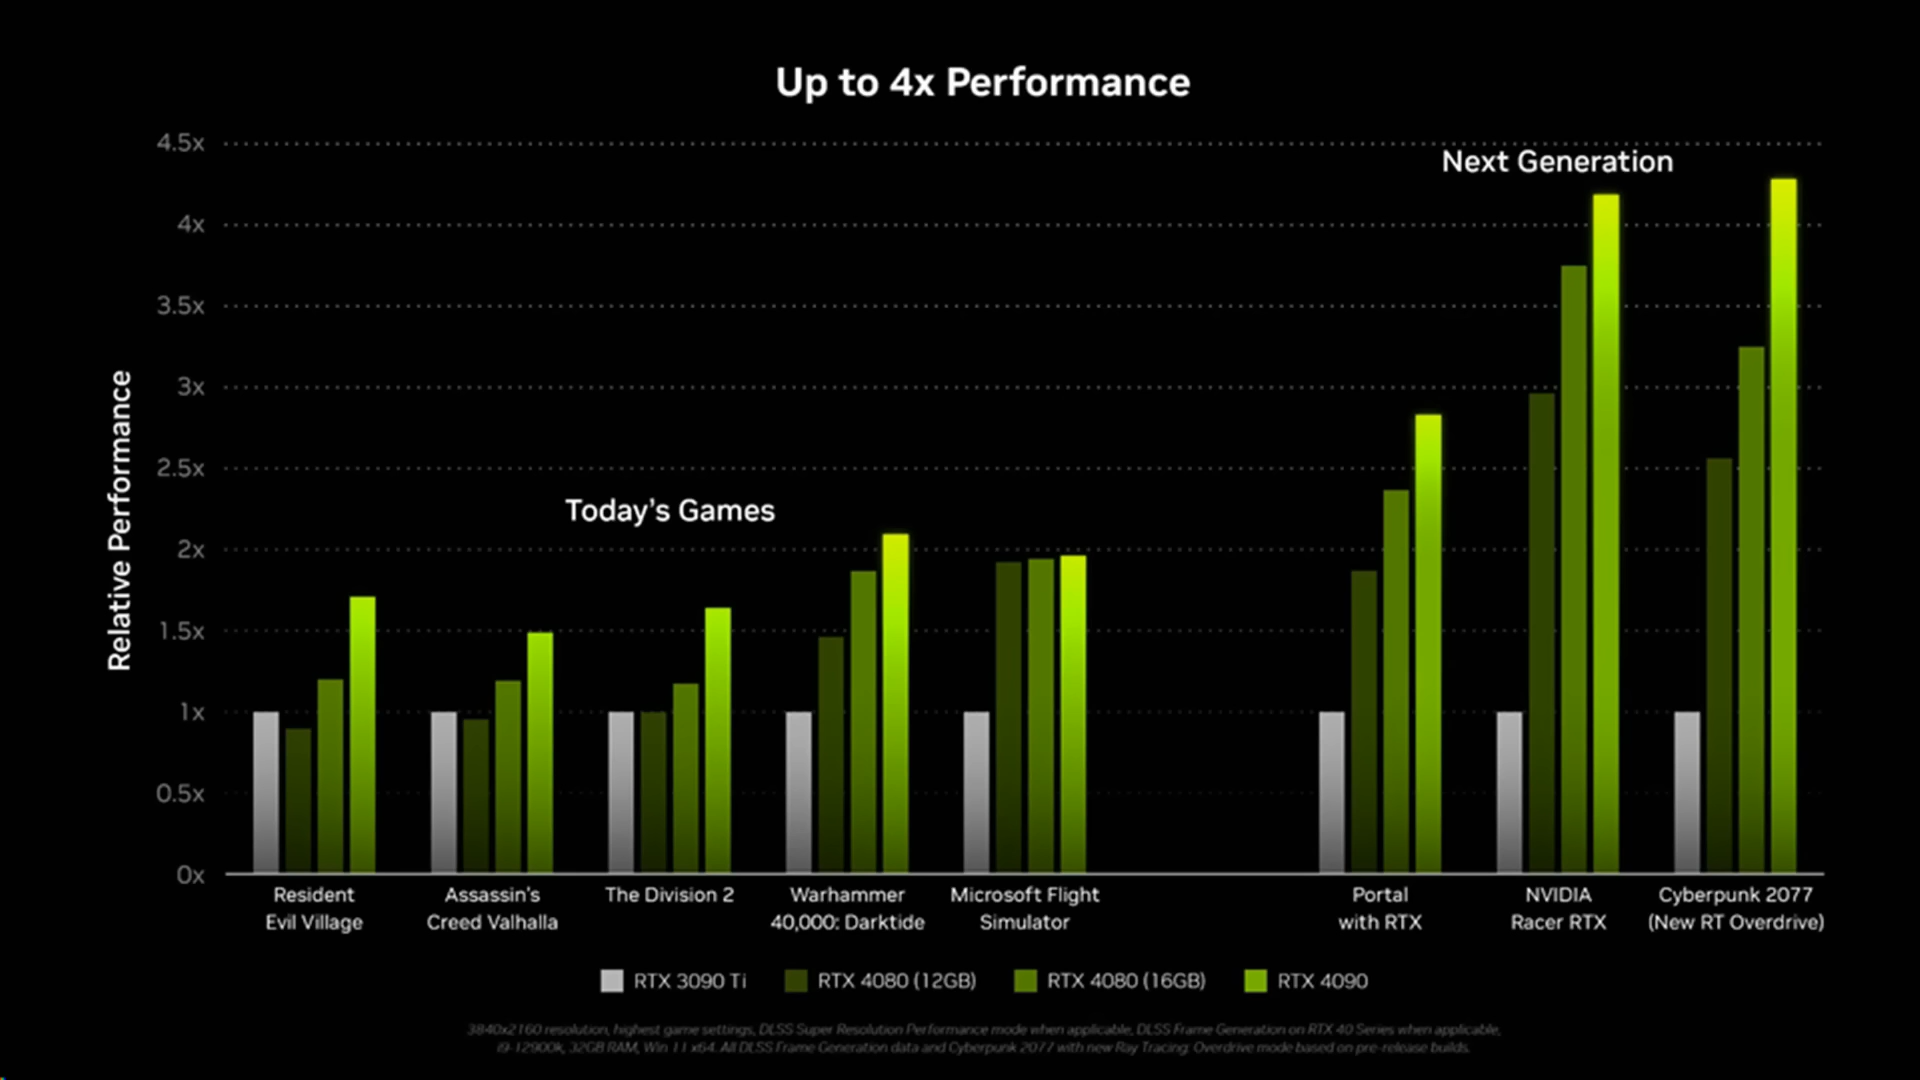 Up to 4x Performance
4.5x
Next Generation
4x
3.5x
3x
2.5x
Today's Games
2x
1.5x
1x
0.5x
0x
Relative Performance
Resident
Evil Village
Assassin's
Creed Valhalla
The Division 2
Warhammer
40,000: Darktide
Microsoft Flight
Simulator
Portal
with RTX
NVIDIA
Racer RTX
Cyberpunk 2077
(New RT Overdrive)
RTX 3090 Ti
RTX 4080 (12GB)
RTX 4080 (16GB)
RTX 4090
3840x2160 resolution, highest game settings, DLSS Super Resolution Performance mode when applicable, DLSS Frame Generation on RTX 40 Series when applicable,
i9-12900k, 32GB RAM, Win 11 x64. All DLSS Frame Generation data and Cyberpunk 2077 with new Ray Tracing: Overdrive mode based on pre-release builds.